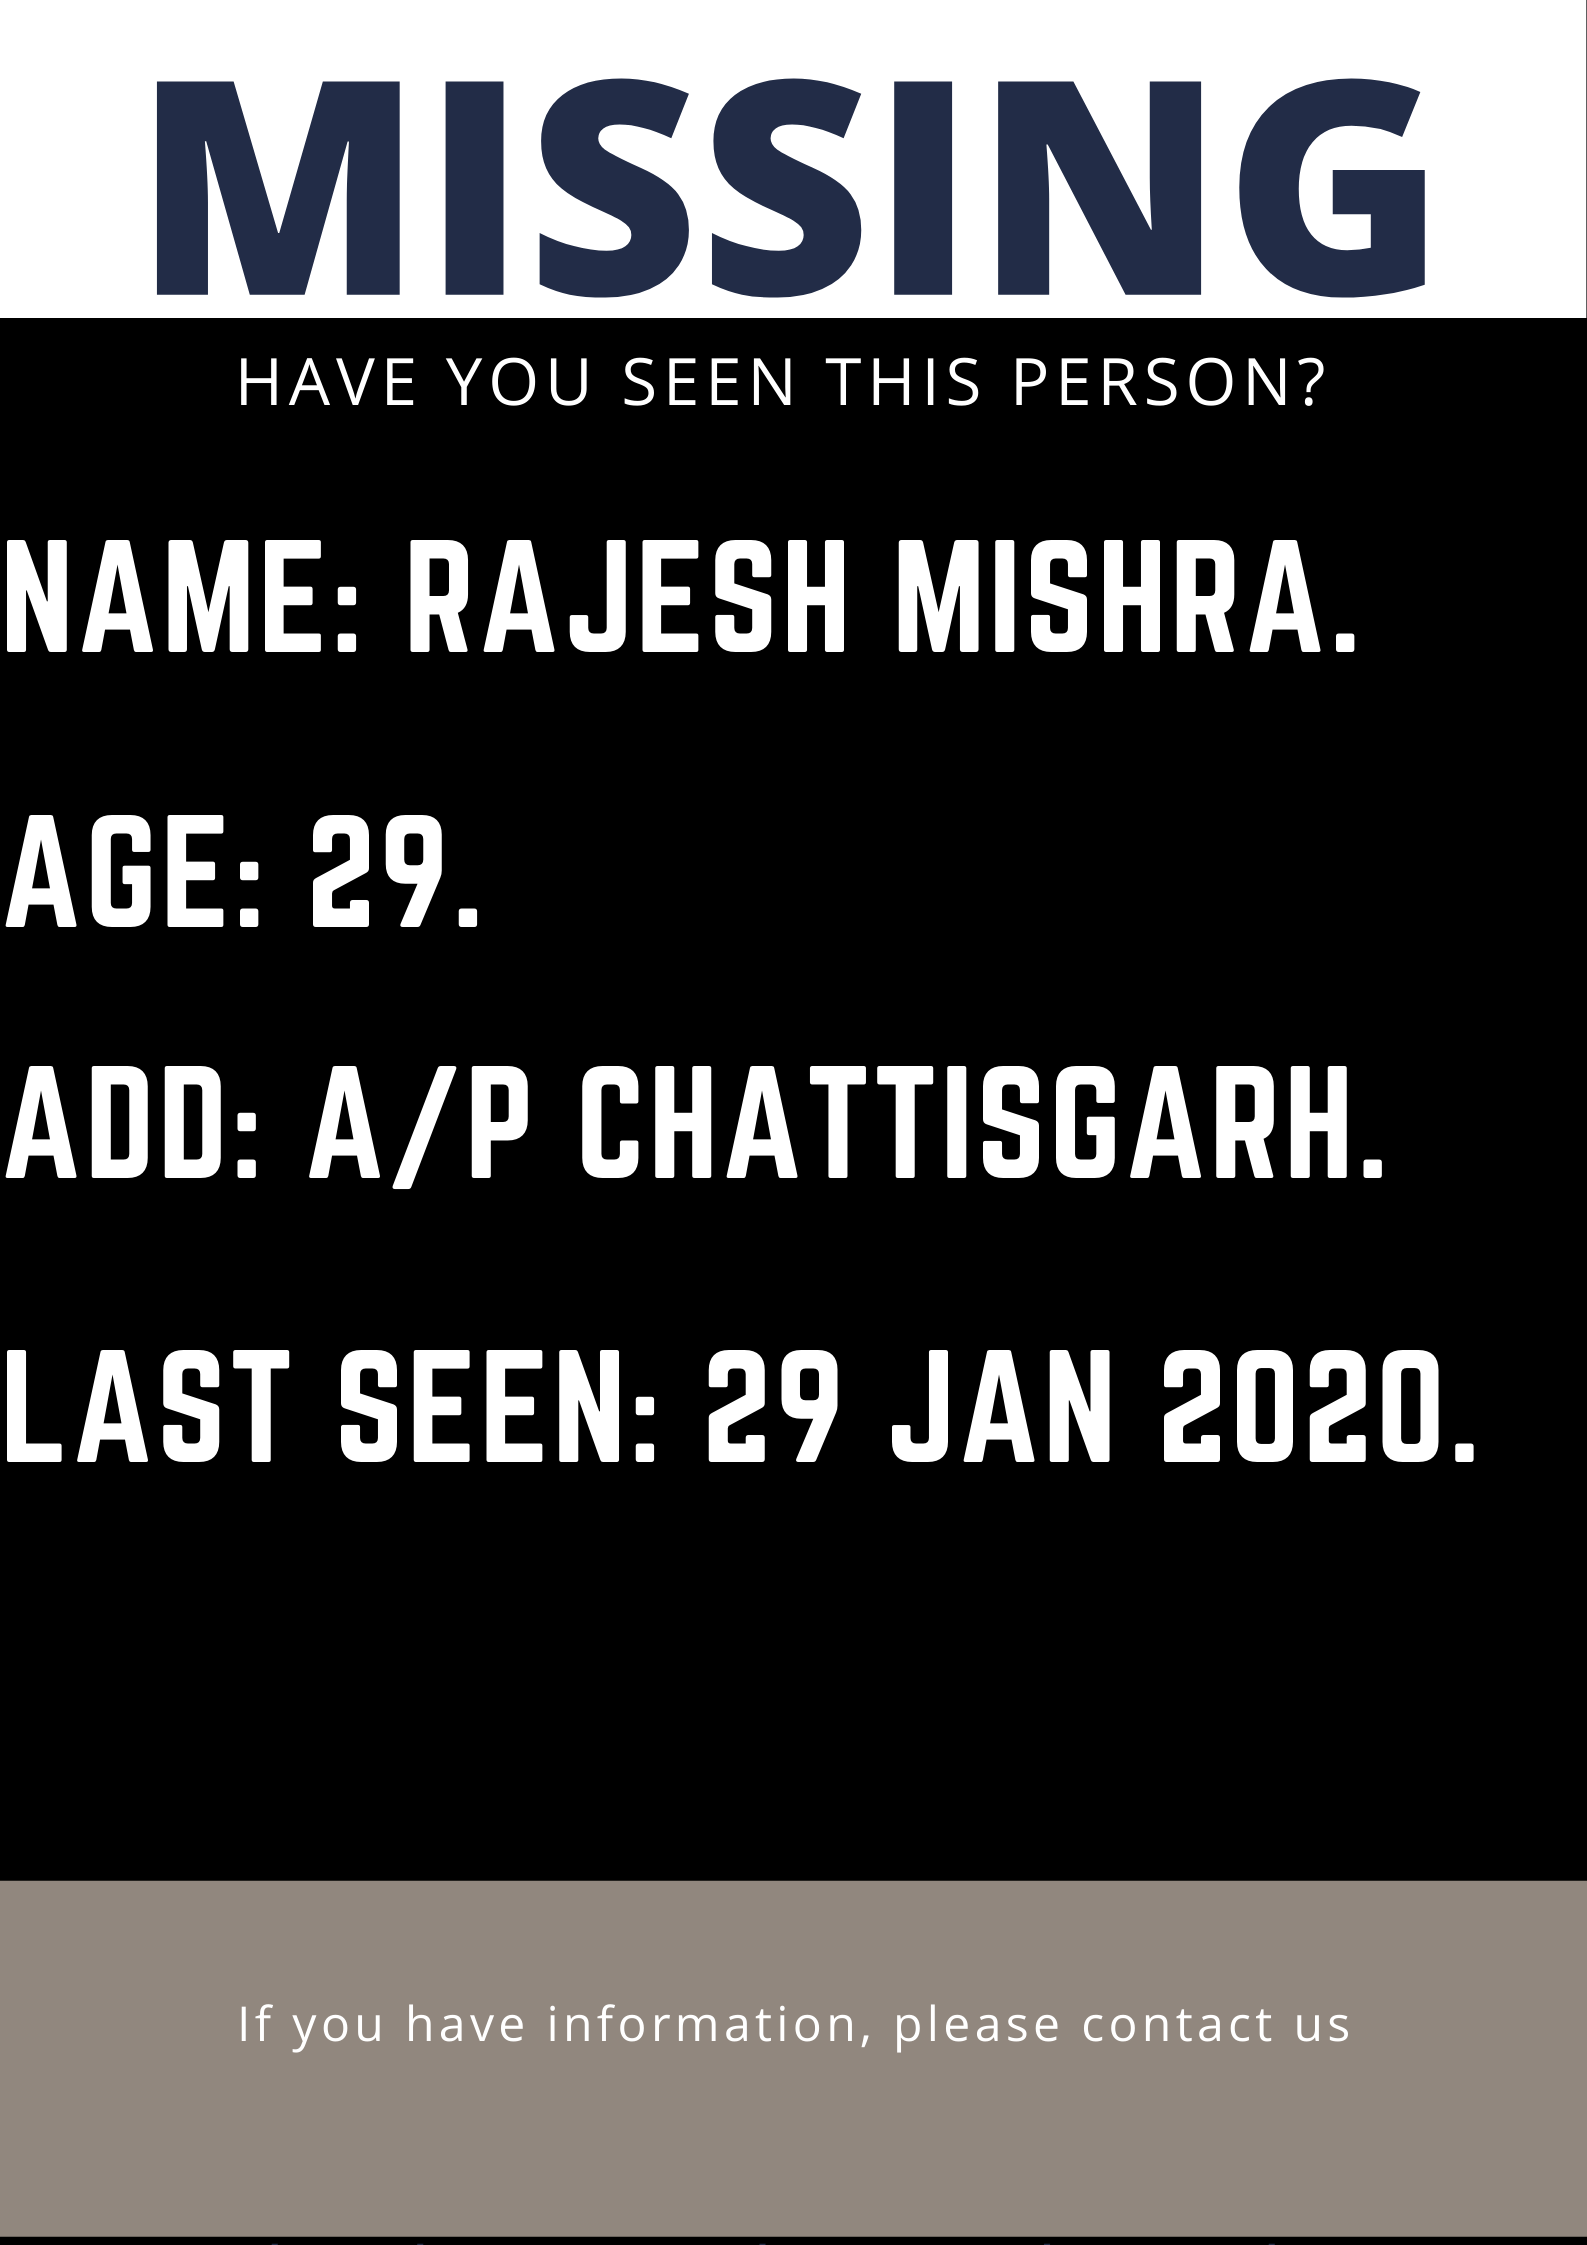 MISSING
HAVE YOU SEEN THIS PERSON?
NAME: RAJESH MISHRA.
AGE: 29.
ADD: A/P CHATTISGARH.
LAST SEEN: 29 JAN 2020.
If you have information, please contact us